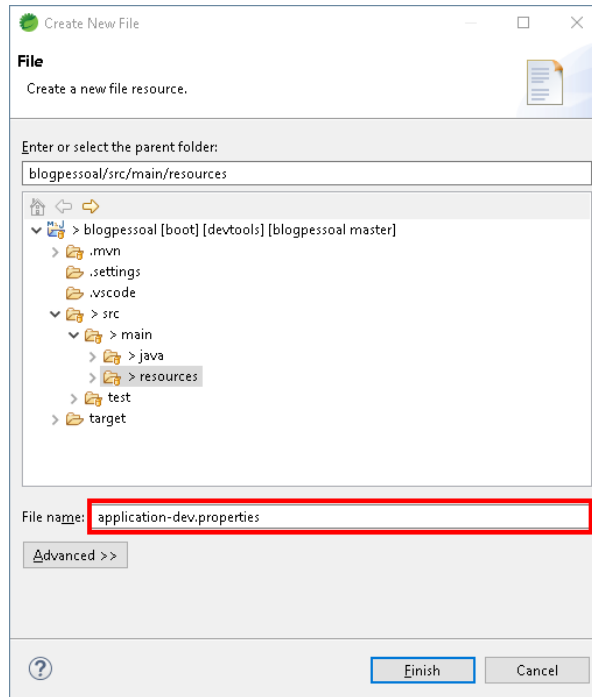 Create New File
File
Create a new file resource.
Enter or select the parent folder:
blogpessoal/src/main/resources
> blogpessoal [boot] [devtools] [blogpessoal master]
.mvn
.settings
.vscode
> src
> main
> java
> resources
test
target
File name: application-dev.properties
Advanced >>
? Finish Cancel